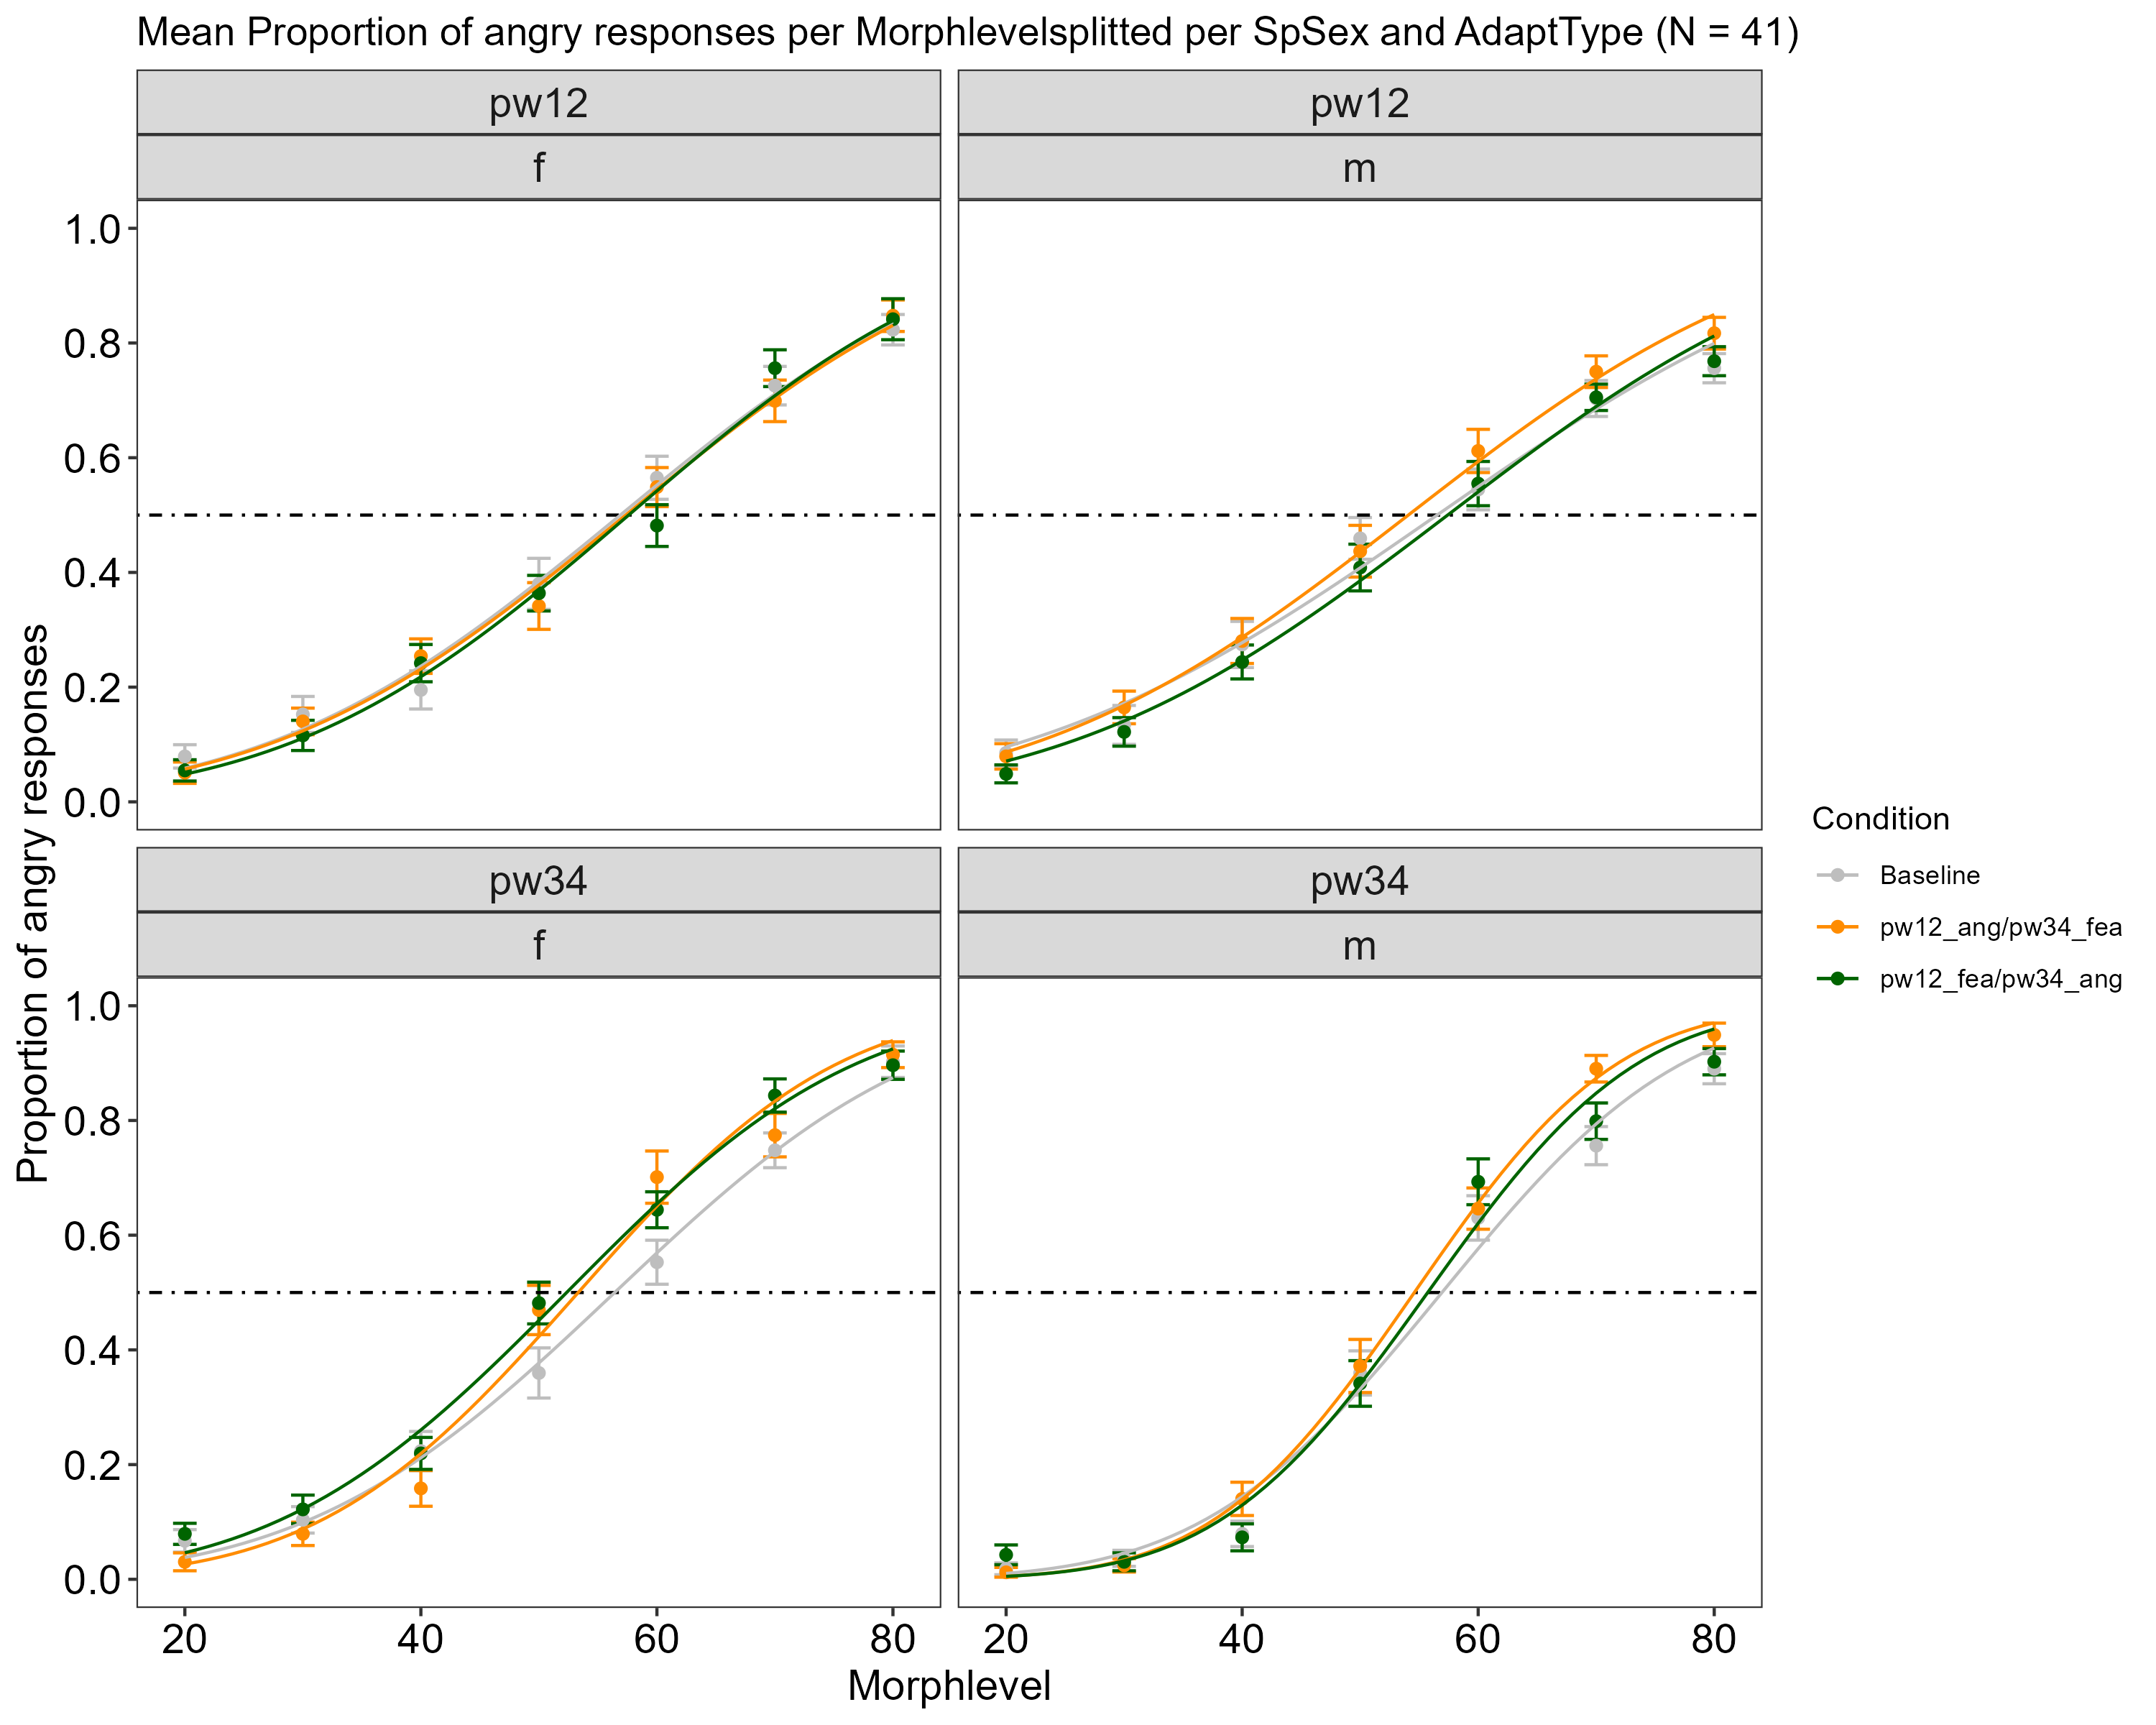 Mean Proportion of angry responses per Morphlevelsplitted per SpSex and AdaptType (N = 41)
pw12
f
pw12
m
1.0
0.8
0.6
0.4
0.2
0.0
pw34
f
pw34
m
1.0
0.8
0.6
0.4
0.2
0.0
20 40 60 80
20 40 60 80
Morphlevel
Proportion of angry responses
Condition
Baseline
pw12_ang/pw34_fea
pw12_fea/pw34_ang